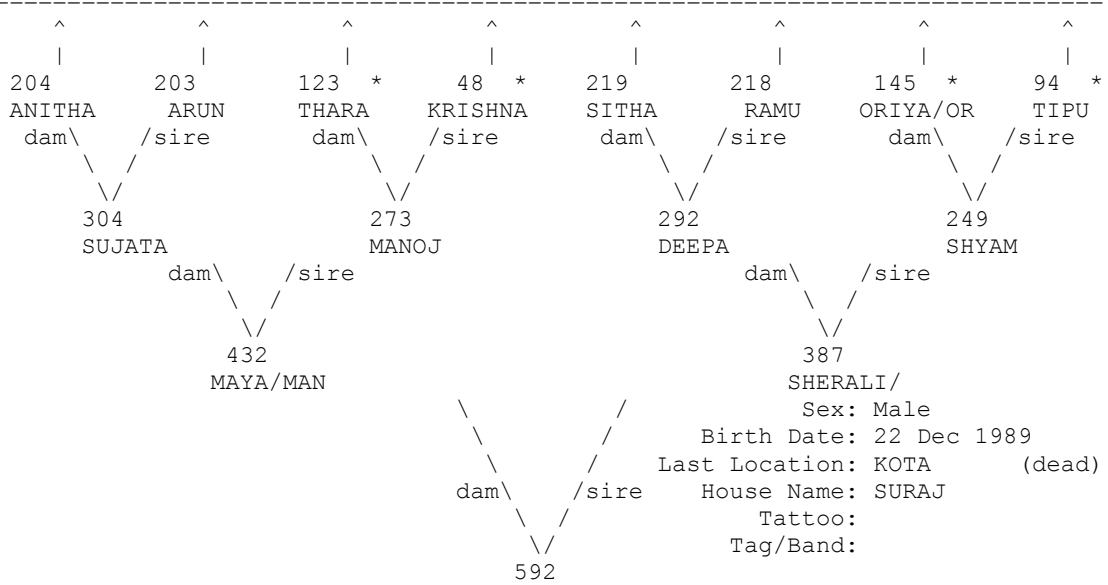 204 203 123 * 48 * 219 218 145 * 94 *
ANITHA ARUN THARA KRISHNA SITHA RAMU ORIYA/OR TIPU
dam\ /sire dam\ /sire dam\ /sire dam\ /sire
304 273 292 249
SUJATA MANOJ DEEPA SHYAM
dam\ /sire dam\ /sire
432 387
MAYA/MAN SHERALI/
Sex: Male
Birth Date: 22 Dec 1989
Last Location: KOTA (dead)
dam\ /sire House Name: SURAJ
Tattoo:
Tag/Band:
592